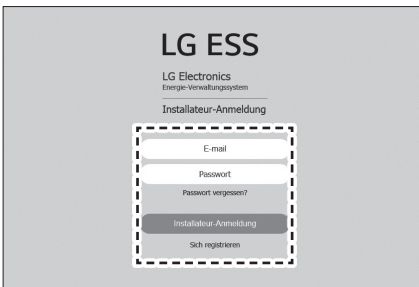 LG ESS
LG Electronics
Energie-Verwaltungssystem
Installateur-Anmeldung
E-mail
Passwort
Passwort vergessen?
Installateur-Anmeldung
Sich registrieren